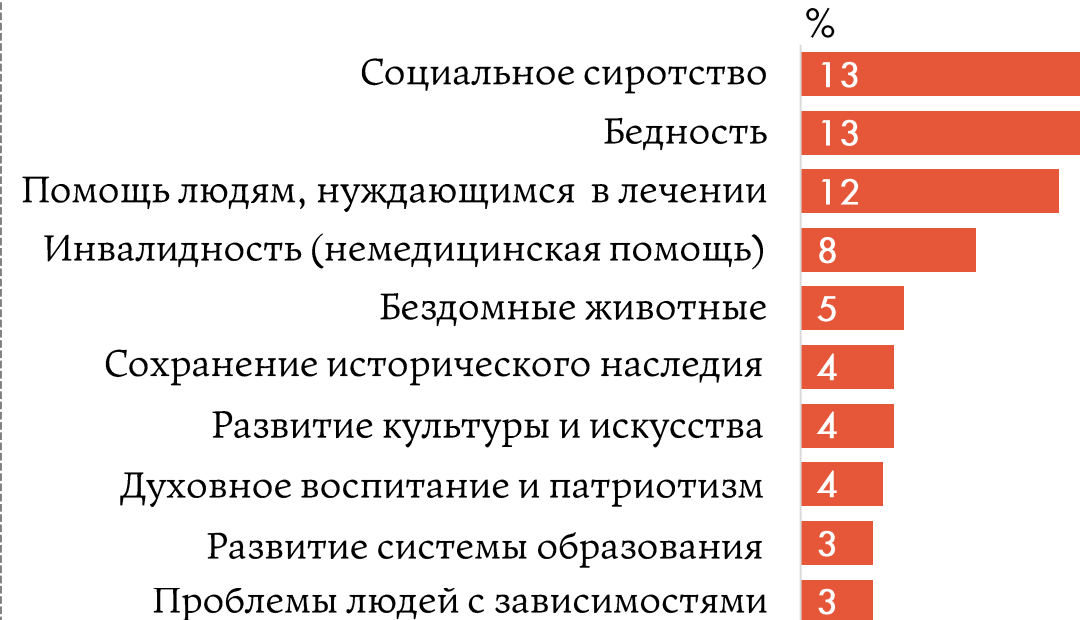 %
Социальное сиротство 13
Бедность 13
Помощь людям, нуждающимся в лечении 12
Инвалидность (немедицинская помощь) 8
Бездомные животные 5
Сохранение исторического наследия 4
Развитие культуры и искусства 4
Духовное воспитание и патриотизм 4
Развитие системы образования 3
Проблемы людей с зависимостями 3